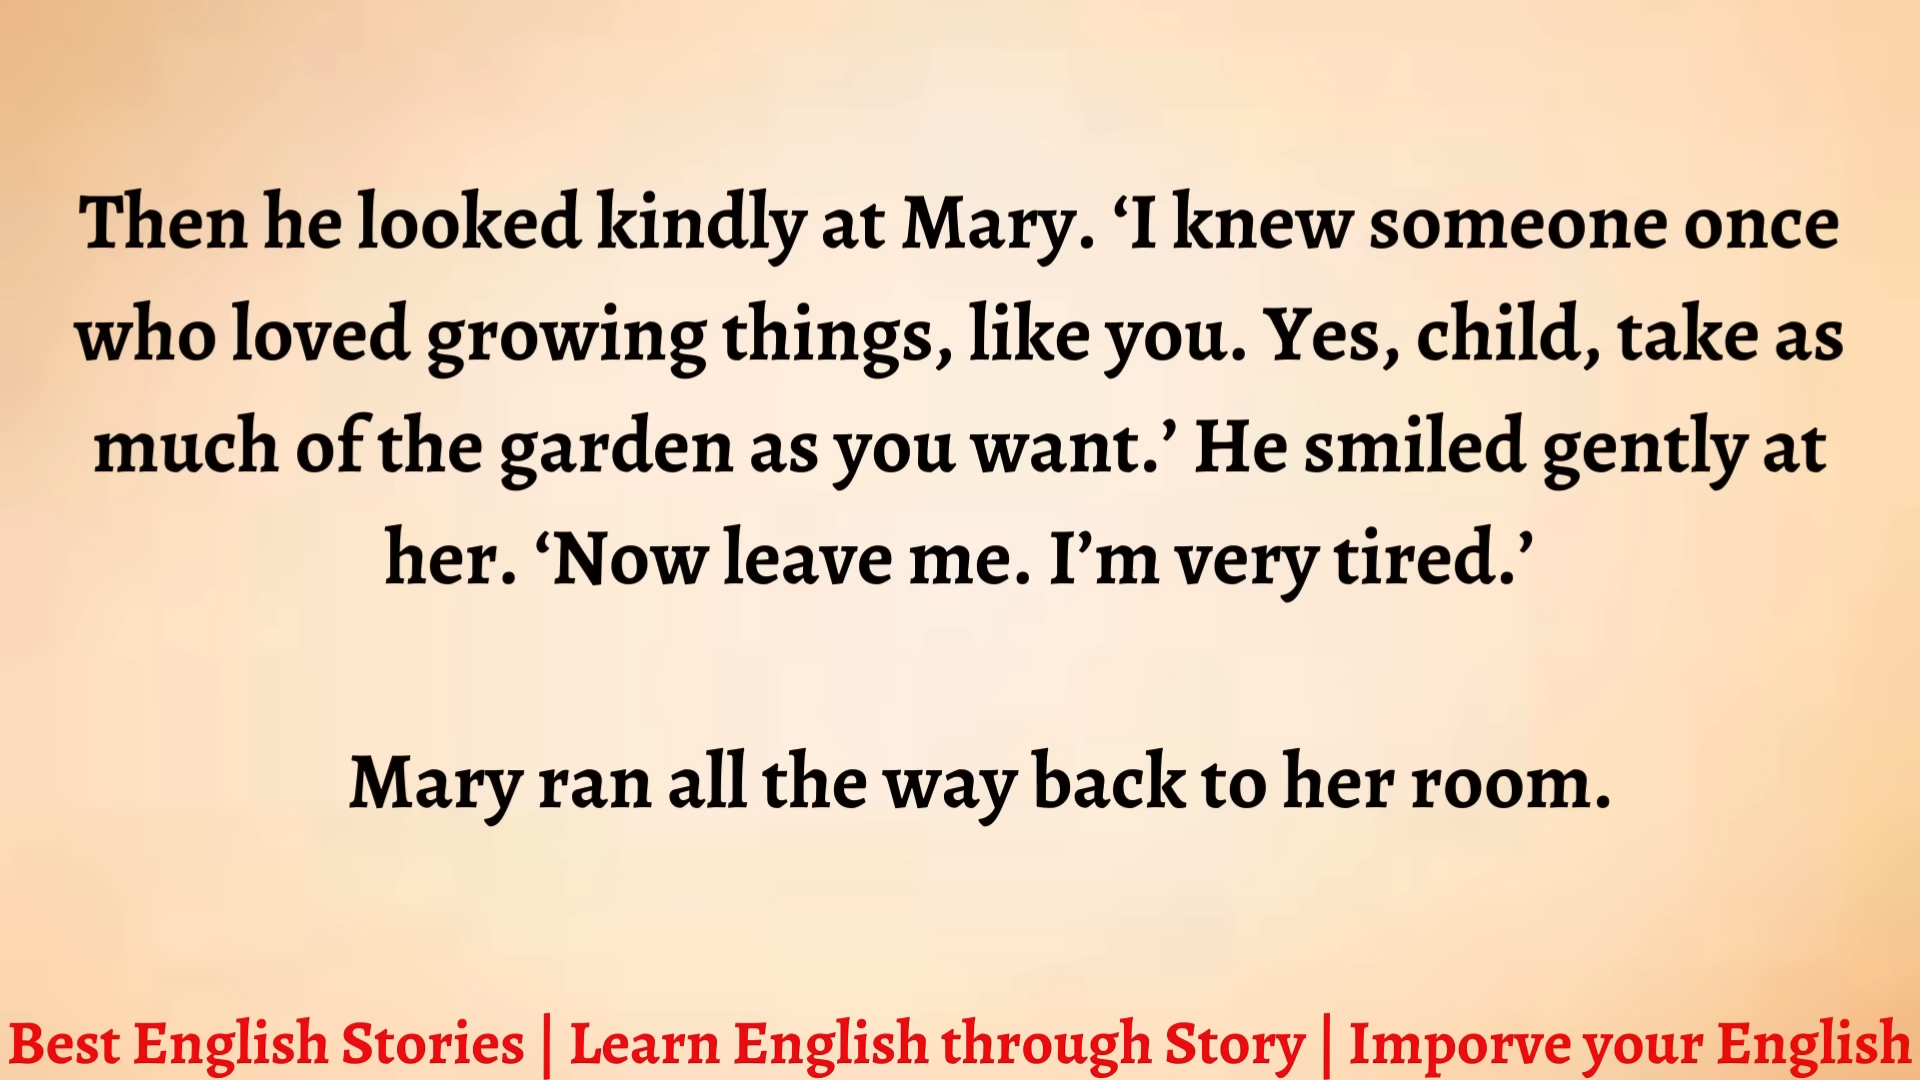 Then he looked kindly at Mary. ‘I knew someone once
who loved growing things, like you. Yes, child, take as
much of the garden as you want.’ He smiled gently at
her. ‘Now leave me. I’m very tired.’
Mary ran all the way back to her room.
Best English Stories | Learn English through Story | Imporve your English